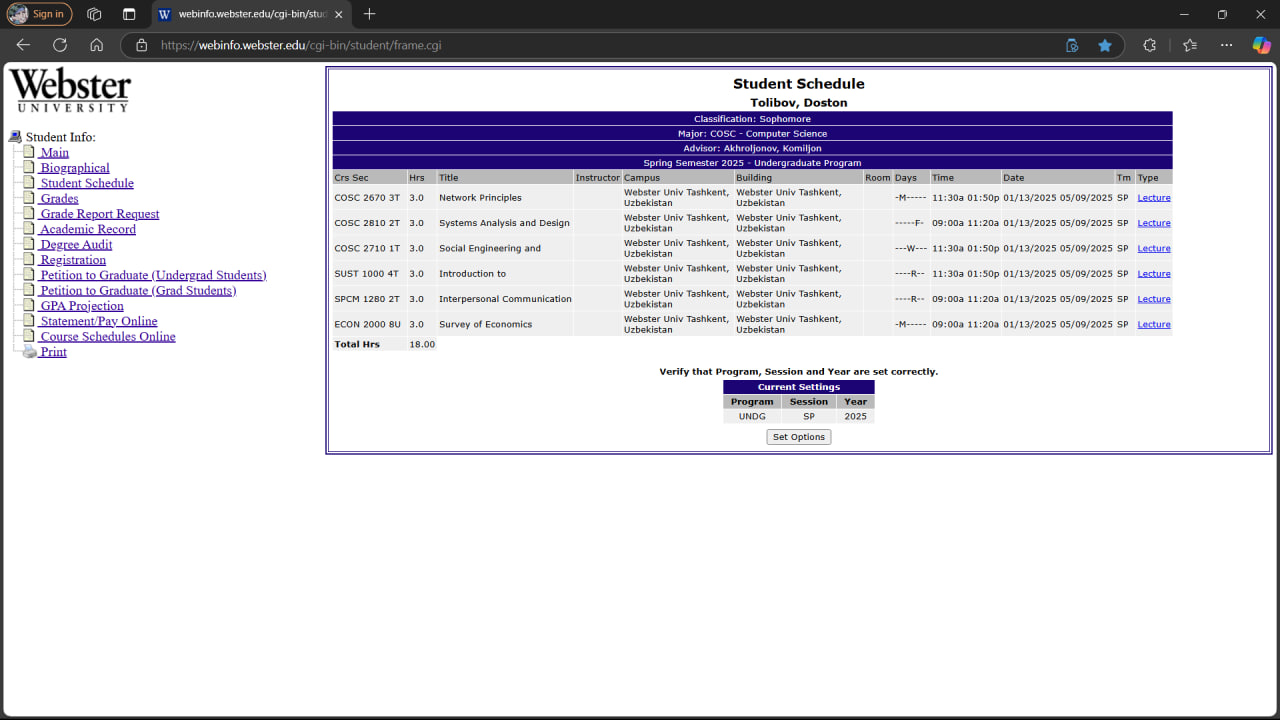 Sign in
webinfo.webster.edu/cgi-bin/stud
https://webinfo.webster.edu/cgi-bin/student/frame.cgi
Webster
UNIVERSITY
Student Info:
Main
Biographical
Student Schedule
Grades
Grade Report Request
Academic Record
Degree Audit
Registration
Petition to Graduate (Undergrad Students)
Petition to Graduate (Grad Students)
GPA Projection
Statement/Pay Online
Course Schedules Online
Print
Student Schedule
Tolibov, Doston
Classification: Sophomore
Major: COSC - Computer Science
Advisor: Akhroljonov, Komiljon
Spring Semester 2025 - Undergraduate Program
Crs Sec Hrs Title Instructor Campus Building Room Days Time Date Tm Type
COSC 2670 3T 3.0 Network Principles Webster Univ Tashkent, Uzbekistan Webster Univ Tashkent, Uzbekistan -M----- 11:30a 01:50p 01/13/2025 05/09/2025 SP Lecture
COSC 2810 2T 3.0 Systems Analysis and Design Webster Univ Tashkent, Uzbekistan Webster Univ Tashkent, Uzbekistan -----F- 09:00a 11:20a 01/13/2025 05/09/2025 SP Lecture
COSC 2710 1T 3.0 Social Engineering and Webster Univ Tashkent, Uzbekistan Webster Univ Tashkent, Uzbekistan ---W--- 11:30a 01:50p 01/13/2025 05/09/2025 SP Lecture
SUST 1000 4T 3.0 Introduction to Webster Univ Tashkent, Uzbekistan Webster Univ Tashkent, Uzbekistan ----R-- 11:30a 01:50p 01/13/2025 05/09/2025 SP Lecture
SPCM 1280 2T 3.0 Interpersonal Communication Webster Univ Tashkent, Uzbekistan Webster Univ Tashkent, Uzbekistan ----R-- 09:00a 11:20a 01/13/2025 05/09/2025 SP Lecture
ECON 2000 8U 3.0 Survey of Economics Webster Univ Tashkent, Uzbekistan Webster Univ Tashkent, Uzbekistan -M----- 09:00a 11:20a 01/13/2025 05/09/2025 SP Lecture
Total Hrs 18.00
Verify that Program, Session and Year are set correctly.
Current Settings
Program Session Year
UNDG SP 2025
Set Options